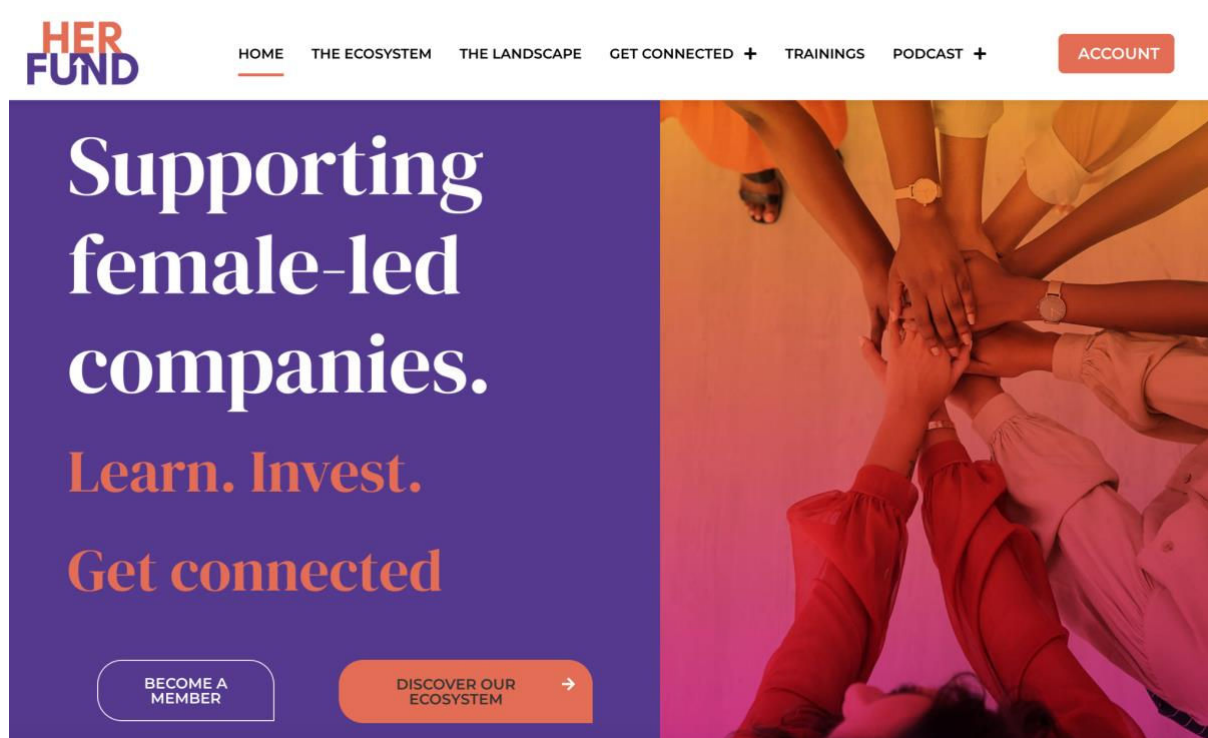 HER
FUND
HOME THE ECOSYSTEM THE LANDSCAPE GET CONNECTED + TRAININGS PODCAST + ACCOUNT
Supporting
female-led
companies.
Learn. Invest.
Get connected
BECOME A
MEMBER
DISCOVER OUR
ECOSYSTEM